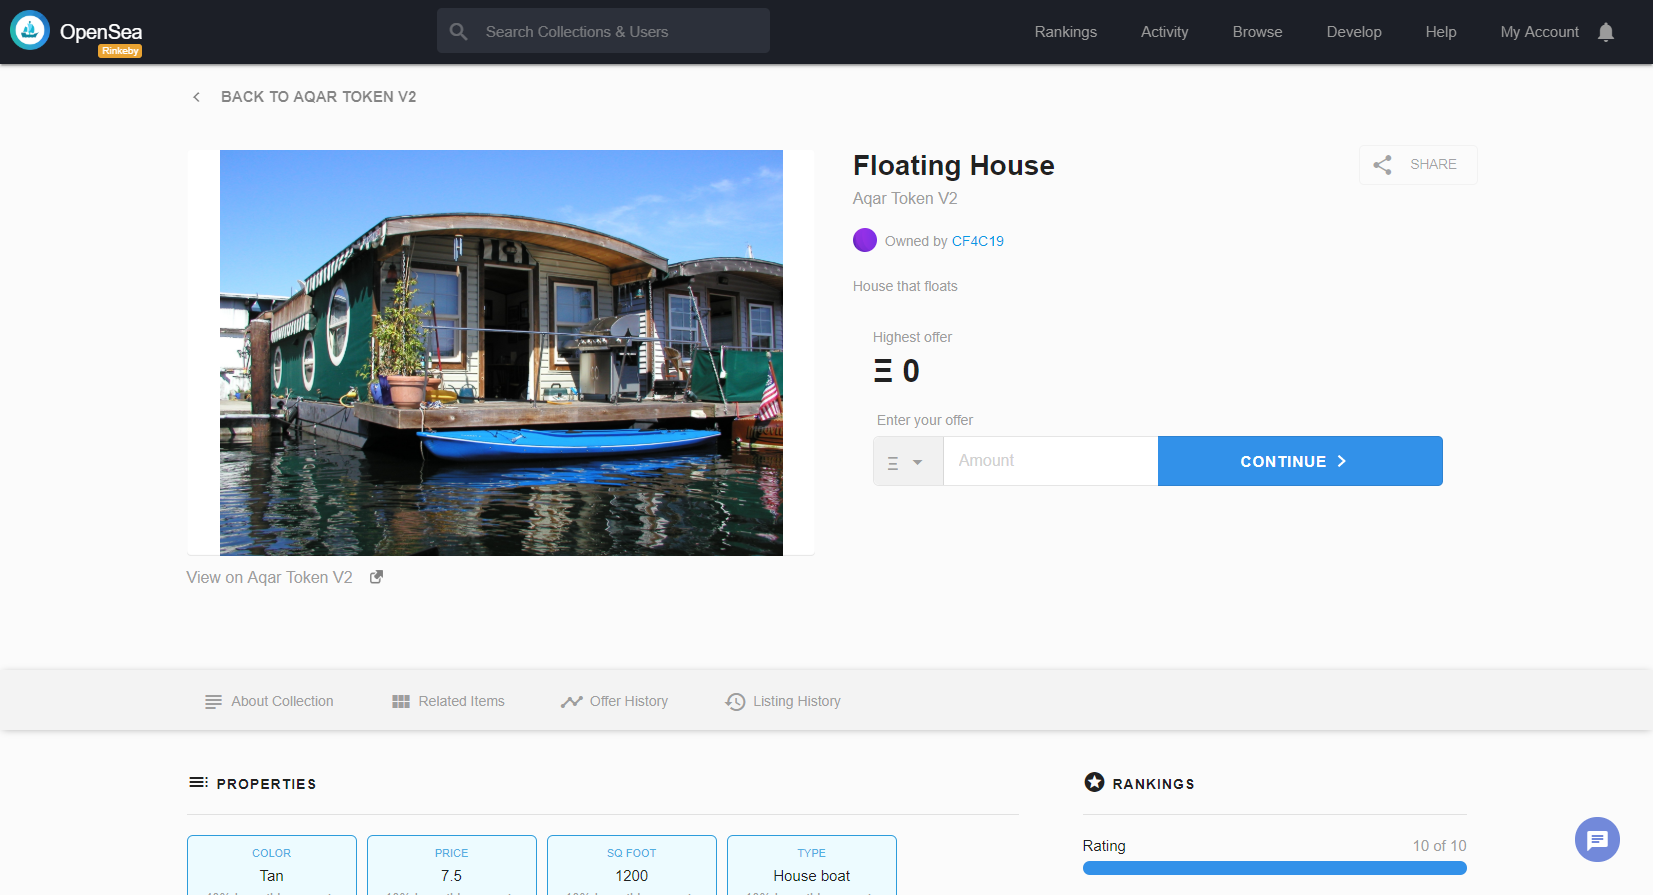 OpenSea
Rinkeby
Search Collections & Users
Rankings
Activity
Browse
Develop
Help
My Account
BACK TO AQAR TOKEN V2
Floating House
SHARE
Aqar Token V2
Owned by CF4C19
House that floats
Highest offer
Ξ 0
Enter your offer
Ξ
Amount
CONTINUE
View on Aqar Token V2
About Collection
Related Items
Offer History
Listing History
PROPERTIES
RANKINGS
COLOR
Tan
PRICE
7.5
SQ FOOT
1200
TYPE
House boat
Rating
10 of 10